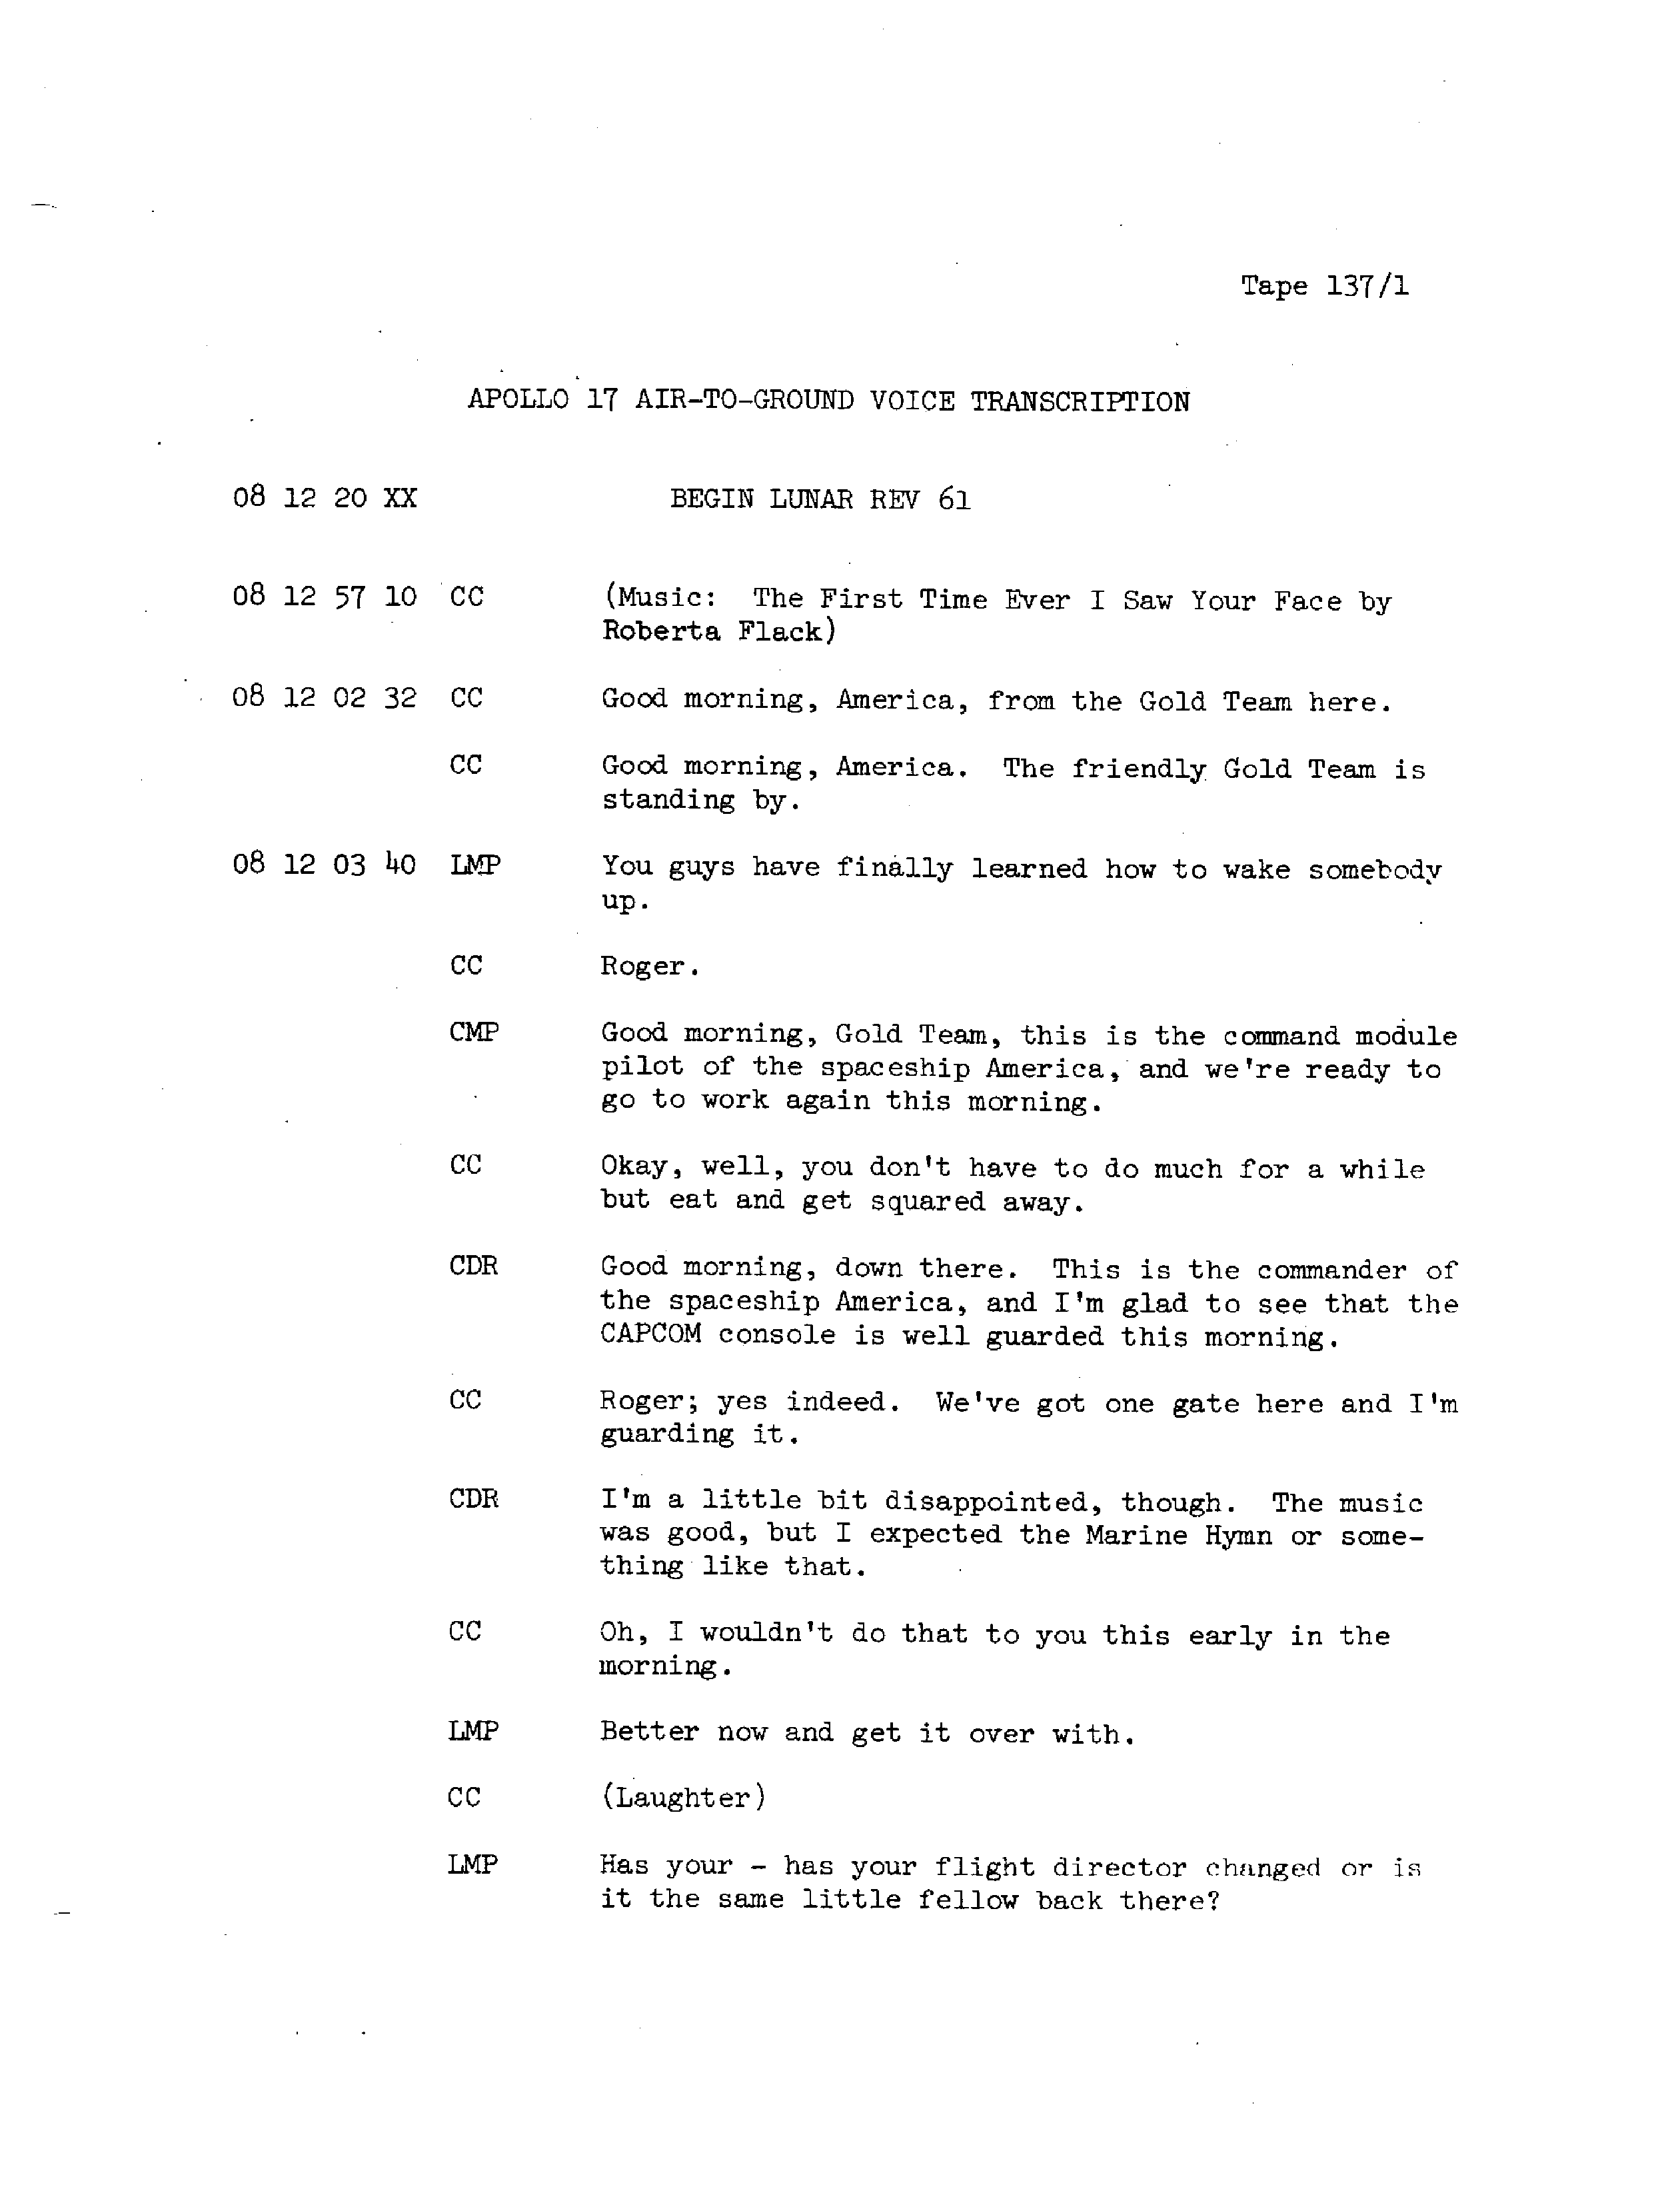 Tape 137/1
APOLLO 17 AIR-TO-GROUND VOICE TRANSCRIPTION
08 12 20 XX BEGIN LUNAR REV 61
08 12 57 10 CC (Music: The First Time Ever I Saw Your Face by
Roberta Flack)
08 12 02 32 CC Good morning, America, from the Gold Team here.
CC Good morning, America. The friendly Gold Team is
standing by.
08 12 03 40 LMP You guys have finally learned how to wake somebody
up.
CC Roger.
CMP Good morning, Gold Team, this is the command module
pilot of the spaceship America, and we're ready to
go to work again this morning.
CC Okay, well, you don't have to do much for a while
but eat and get squared away.
CDR Good morning, down there. This is the commander of
the spaceship America, and I'm glad to see that the
CAPCOM console is well guarded this morning.
CC Roger; yes indeed. We've got one gate here and I'm
guarding it.
CDR I'm a little bit disappointed, though. The music
was good, but I expected the Marine Hymn or some-
thing like that.
CC Oh, I wouldn't do that to you this early in the
morning.
LMP Better now and get it over with.
CC (Laughter)
LMP Has your - has your flight director changed or is
it the same little fellow back there?